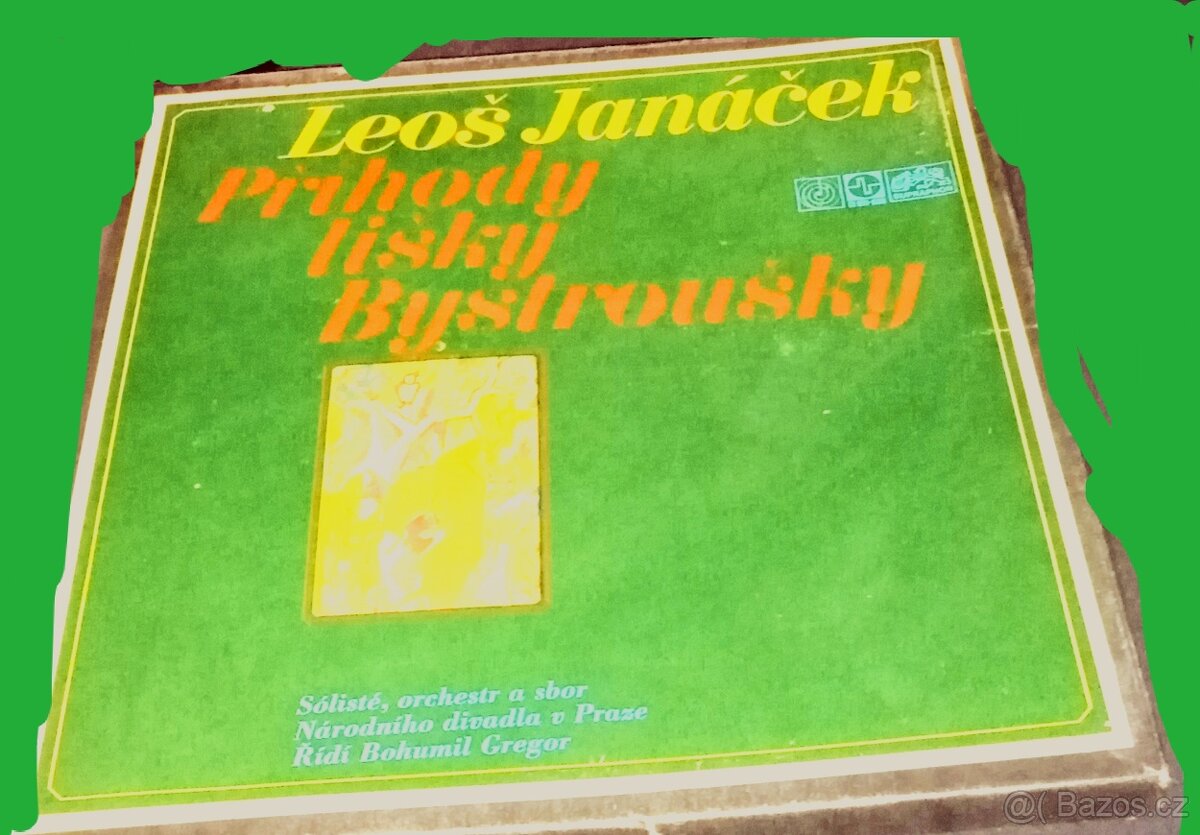 Leoš Janáček
Příhody
lišky
Bystroušky
Sólisté, orchestr a sbor
Národního divadla v Praze
Řídí Bohumil Gregor
@( Bazos.cz